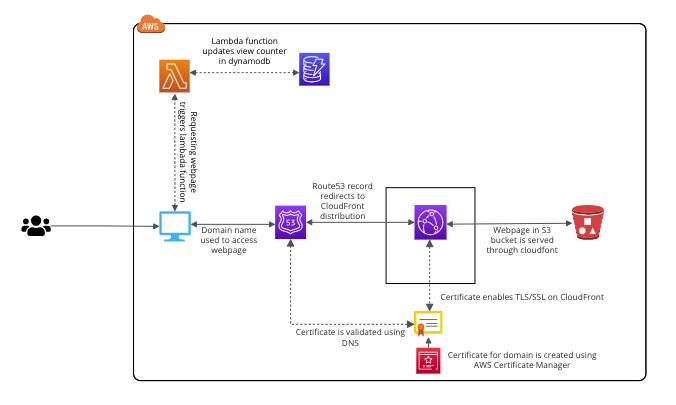 AWS
Lambda function
updates view counter
in dynamodb
Requesting webpage
triggers lambada function
53
Route53 record
redirects to
CloudFront
distribution
Domain name
used to access
webpage
Webpage in S3
bucket is served
through cloudfont
Certificate enables TLS/SSL on CloudFront
Certificate is validated using
DNS
Certificate for domain is created using
AWS Certificate Manager